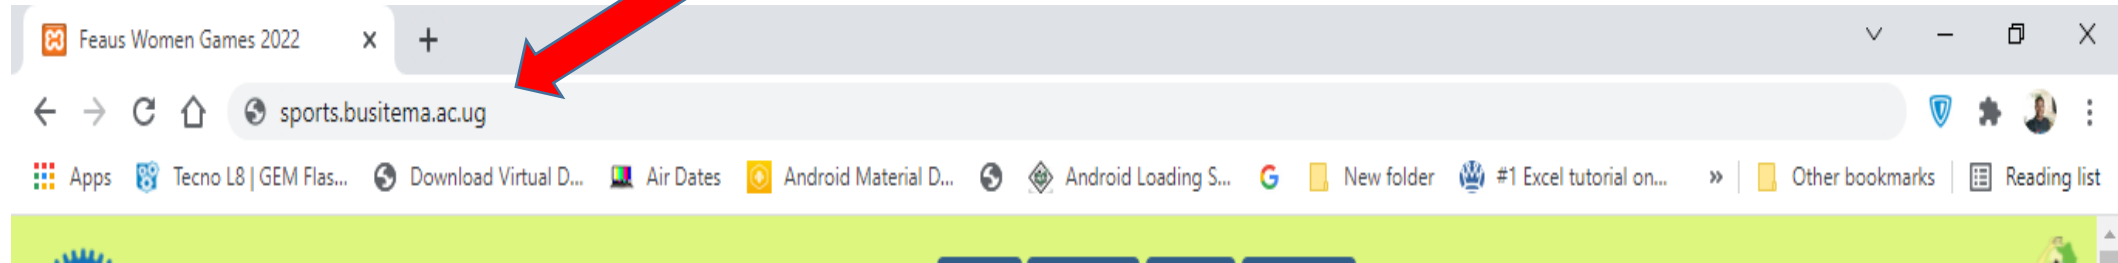 Feaus Women Games 2022
sports.busitema.ac.ug
Apps Tecno L8 | GEM Flas... Download Virtual D... Air Dates Android Material D... Android Loading S... New folder #1 Excel tutorial on... » Other bookmarks Reading list